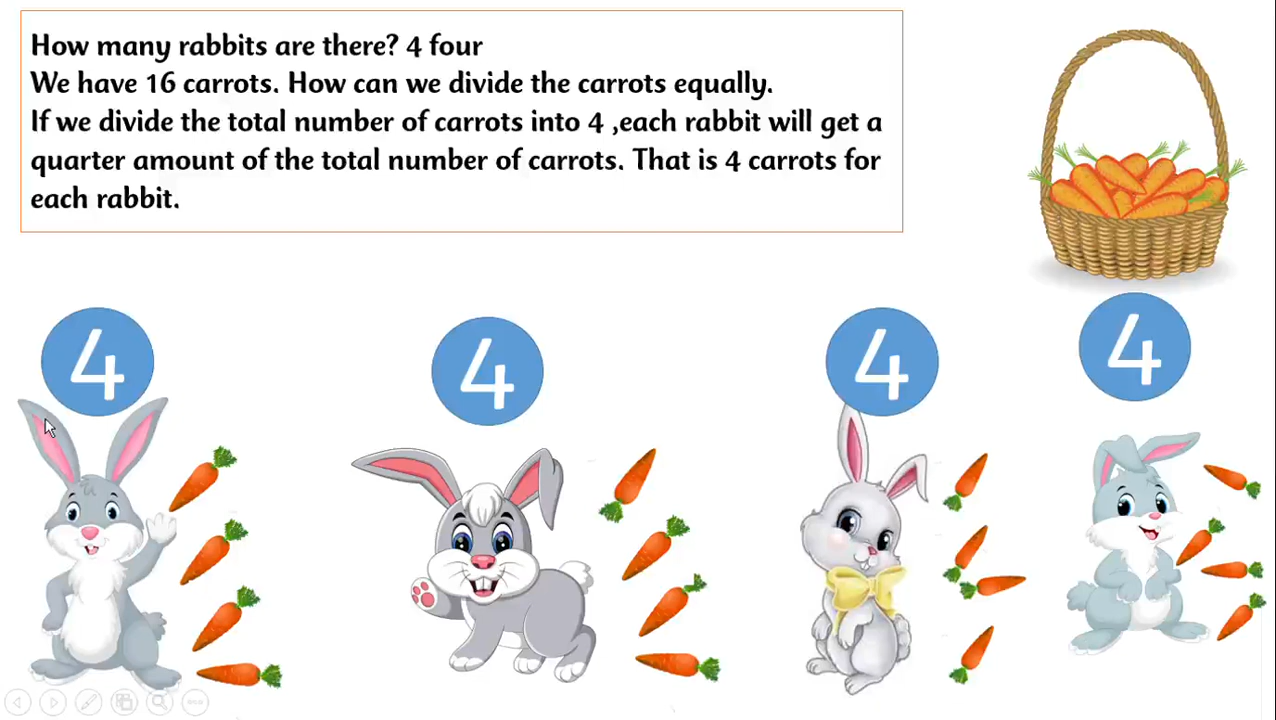 How many rabbits are there? 4 four
We have 16 carrots. How can we divide the carrots equally.
If we divide the total number of carrots into 4 ,each rabbit will get a
quarter amount of the total number of carrots. That is 4 carrots for
each rabbit.
4
4
4
4